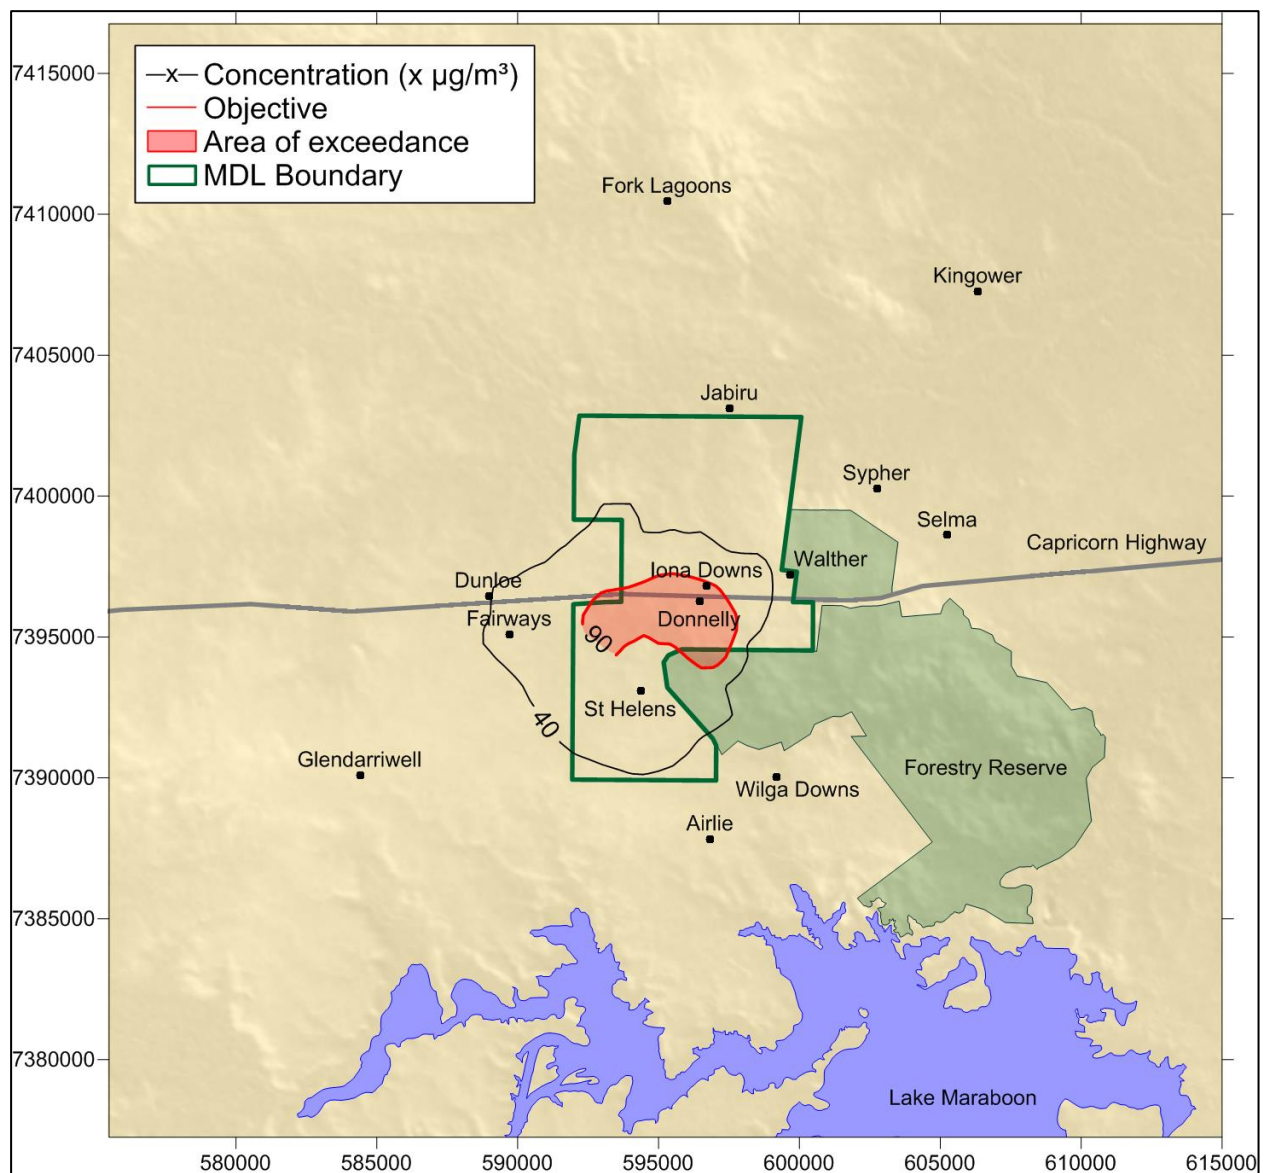 —x— Concentration (x µg/m³)
Objective
Area of exceedance
MDL Boundary
7415000
7410000
7405000
7400000
7395000
7390000
7385000
7380000
Fork Lagoons
Kingower
Jabiru
Sypher
Selma
Capricorn Highway
Walther
Iona Downs
Dunloe
Fairways
Donnelly
90
St Helens
40
Glendarriwell
Forestry Reserve
Wilga Downs
Airlie
Lake Maraboon
580000 585000 590000 595000 600000 605000 610000 615000